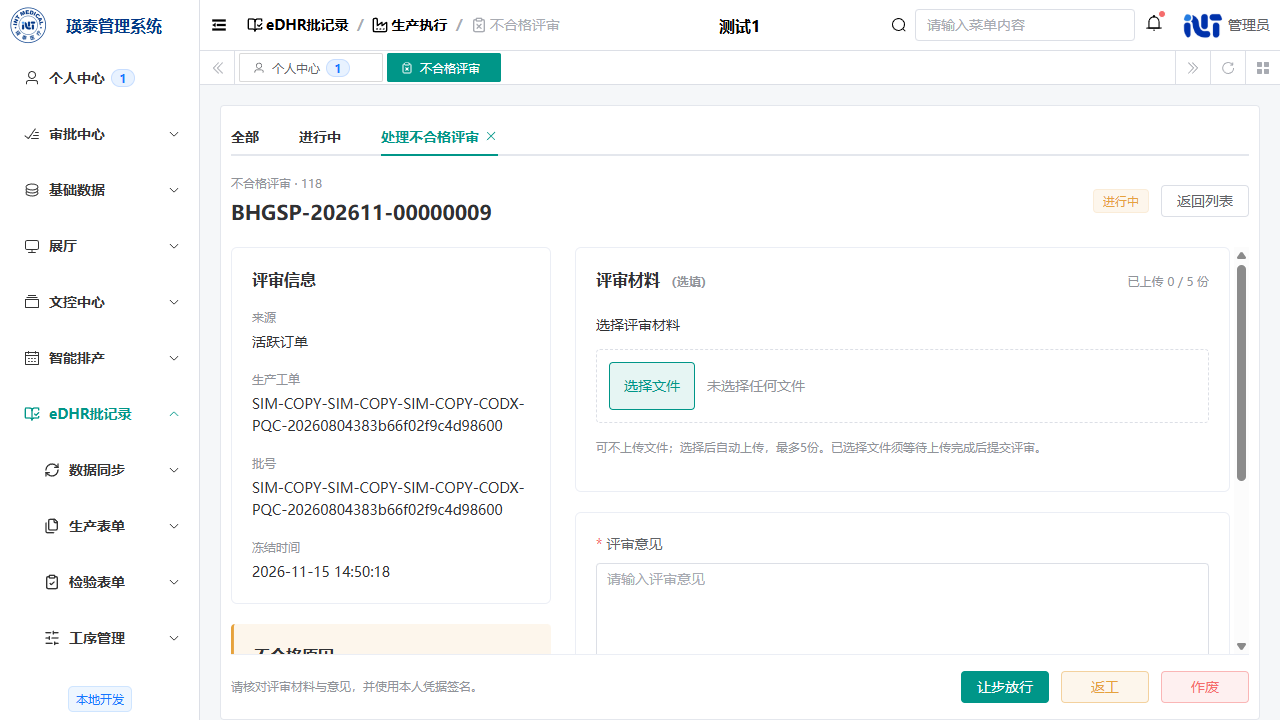 瑛泰管理系统
eDHR批记录 / 生产执行 / 不合格评审
测试1
请输入菜单内容
管理员
个人中心 1
审批中心
基础数据
展厅
文控中心
智能排产
eDHR批记录
数据同步
生产表单
检验表单
工序管理
本地开发
个人中心 1
不合格评审
全部
进行中
处理不合格评审
不合格评审 · 118
BHGSP-202611-00000009
进行中
返回列表
评审信息
来源
活跃订单
生产工单
SIM-COPY-SIM-COPY-SIM-COPY-CODX-
PQC-20260804383b66f02f9c4d98600
批号
SIM-COPY-SIM-COPY-SIM-COPY-CODX-
PQC-20260804383b66f02f9c4d98600
冻结时间
2026-11-15 14:50:18
不合格原因
评审材料 (选填)
已上传 0 / 5 份
选择评审材料
选择文件
未选择任何文件
可不上传文件；选择后自动上传，最多5份。已选择文件须等待上传完成后提交评审。
* 评审意见
请输入评审意见
请核对评审材料与意见，并使用本人凭据签名。
让步放行
返工
作废